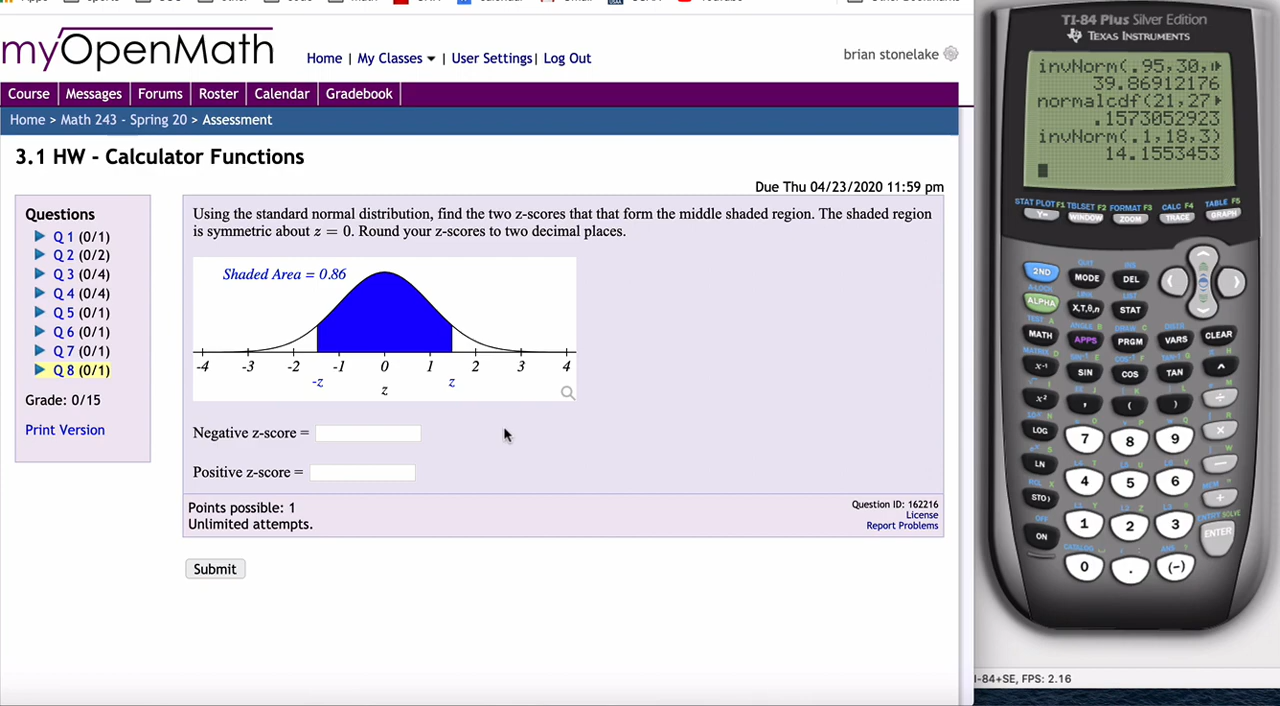 myOpenMath
Home | My Classes | User Settings | Log Out
brian stonelake
Course Messages Forums Roster Calendar Gradebook
Home > Math 243 - Spring 20 > Assessment
3.1 HW - Calculator Functions
Due Thu 04/23/2020 11:59 pm
Questions
Q 1 (0/1)
Q 2 (0/2)
Q 3 (0/4)
Q 4 (0/4)
Q 5 (0/1)
Q 6 (0/1)
Q 7 (0/1)
Q 8 (0/1)
Grade: 0/15
Print Version
Using the standard normal distribution, find the two z-scores that that form the middle shaded region. The shaded region
is symmetric about z = 0. Round your z-scores to two decimal places.
Shaded Area = 0.86
-4 -3 -2 -1 0 1 2 3 4
-z z
z
Negative z-score =
Positive z-score =
Points possible: 1
Unlimited attempts.
Question ID: 162216
License
Report Problems
Submit
TI-84 Plus Silver Edition
TEXAS INSTRUMENTS
invNorm(.95,30,
39.86912176
normalcdf(21,27
.1573052923
invNorm(.1,18,3)
14.1553453
STAT PLOT F1 TBLSET F2 FORMAT F3 CALC F4 TABLE F5
Y= WINDOW ZOOM TRACE GRAPH
2ND MODE DEL
ALPHA X,T,θ,n STAT
MATH APPS PRGM VARS CLEAR
x-1 SIN COS TAN ^
x² , ( ) ÷
LOG 7 8 9 ×
LN 4 5 6 −
STO› 1 2 3 +
ON 0 . (-) ENTER
I-84+SE, FPS: 2.16